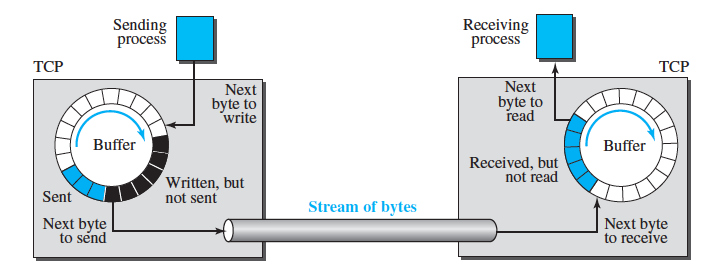 Sending
process
TCP
Next
byte to
write
Buffer
Sent
Written, but
not sent
Next byte
to send
Stream of bytes
Receiving
process
TCP
Next
byte to
read
Buffer
Received, but
not read
Next byte
to receive